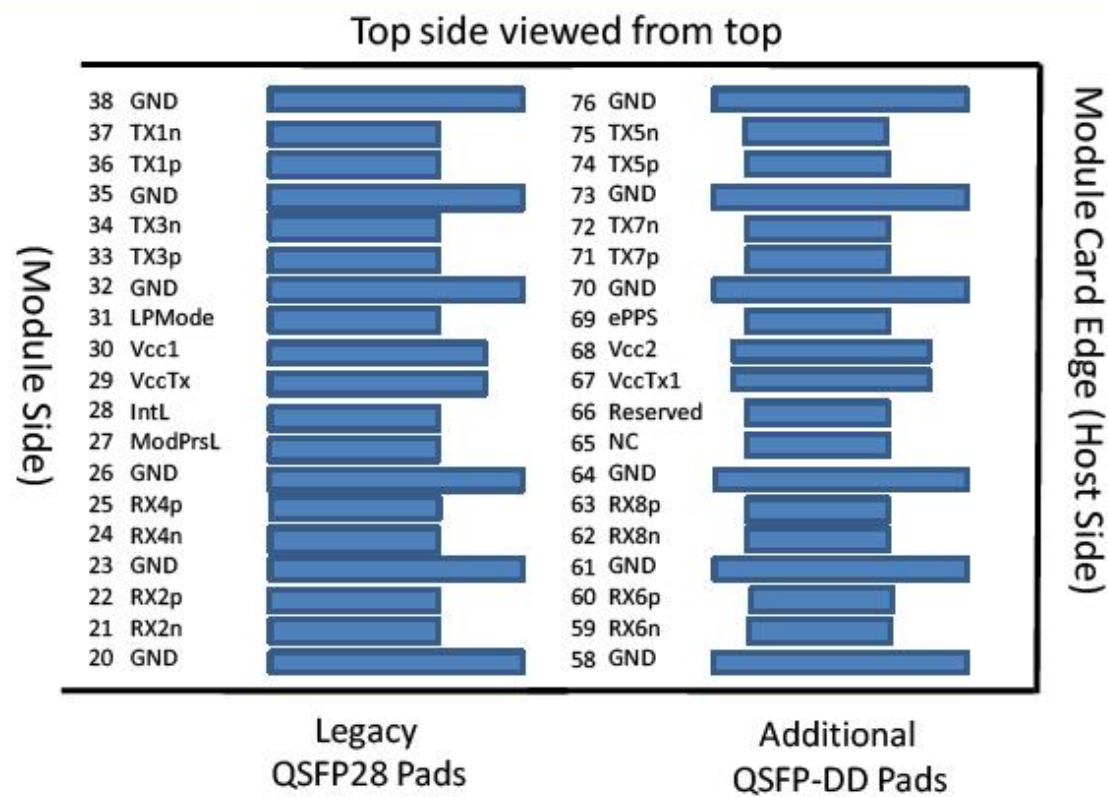 Top side viewed from top
(Module Side)
38 GND
37 TX1n
36 TX1p
35 GND
34 TX3n
33 TX3p
32 GND
31 LPMode
30 Vcc1
29 VccTx
28 IntL
27 ModPrsL
26 GND
25 RX4p
24 RX4n
23 GND
22 RX2p
21 RX2n
20 GND
76 GND
75 TX5n
74 TX5p
73 GND
72 TX7n
71 TX7p
70 GND
69 ePPS
68 Vcc2
67 VccTx1
66 Reserved
65 NC
64 GND
63 RX8p
62 RX8n
61 GND
60 RX6p
59 RX6n
58 GND
Module Card Edge (Host Side)
Legacy
QSFP28 Pads
Additional
QSFP-DD Pads